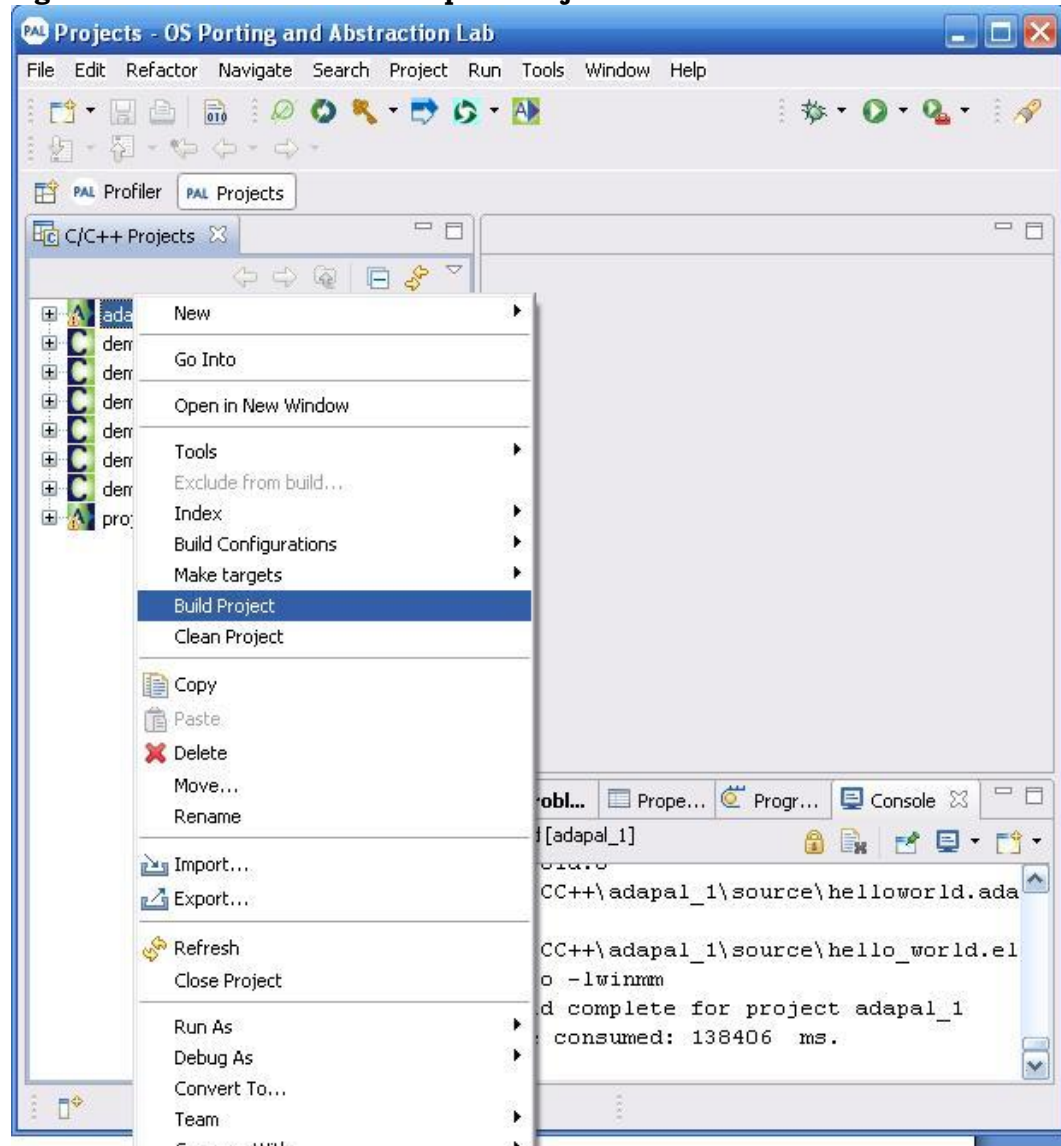 PAL Projects - OS Porting and Abstraction Lab
File Edit Refactor Navigate Search Project Run Tools Window Help
010
A
PAL Profiler PAL Projects
C/C++ Projects
ada
dem
dem
dem
dem
dem
dem
proj
New
Go Into
Open in New Window
Tools
Exclude from build...
Index
Build Configurations
Make targets
Build Project
Clean Project
Copy
Paste
Delete
Move...
Rename
Import...
Export...
Refresh
Close Project
Run As
Debug As
Convert To...
Team
robl... Prope... Progr... Console
[adapal_1]
CC++\adapal_1\source\helloworld.ada
CC++\adapal_1\source\hello_world.el
o -lwinmm
d complete for project adapal_1
consumed: 138406 ms.